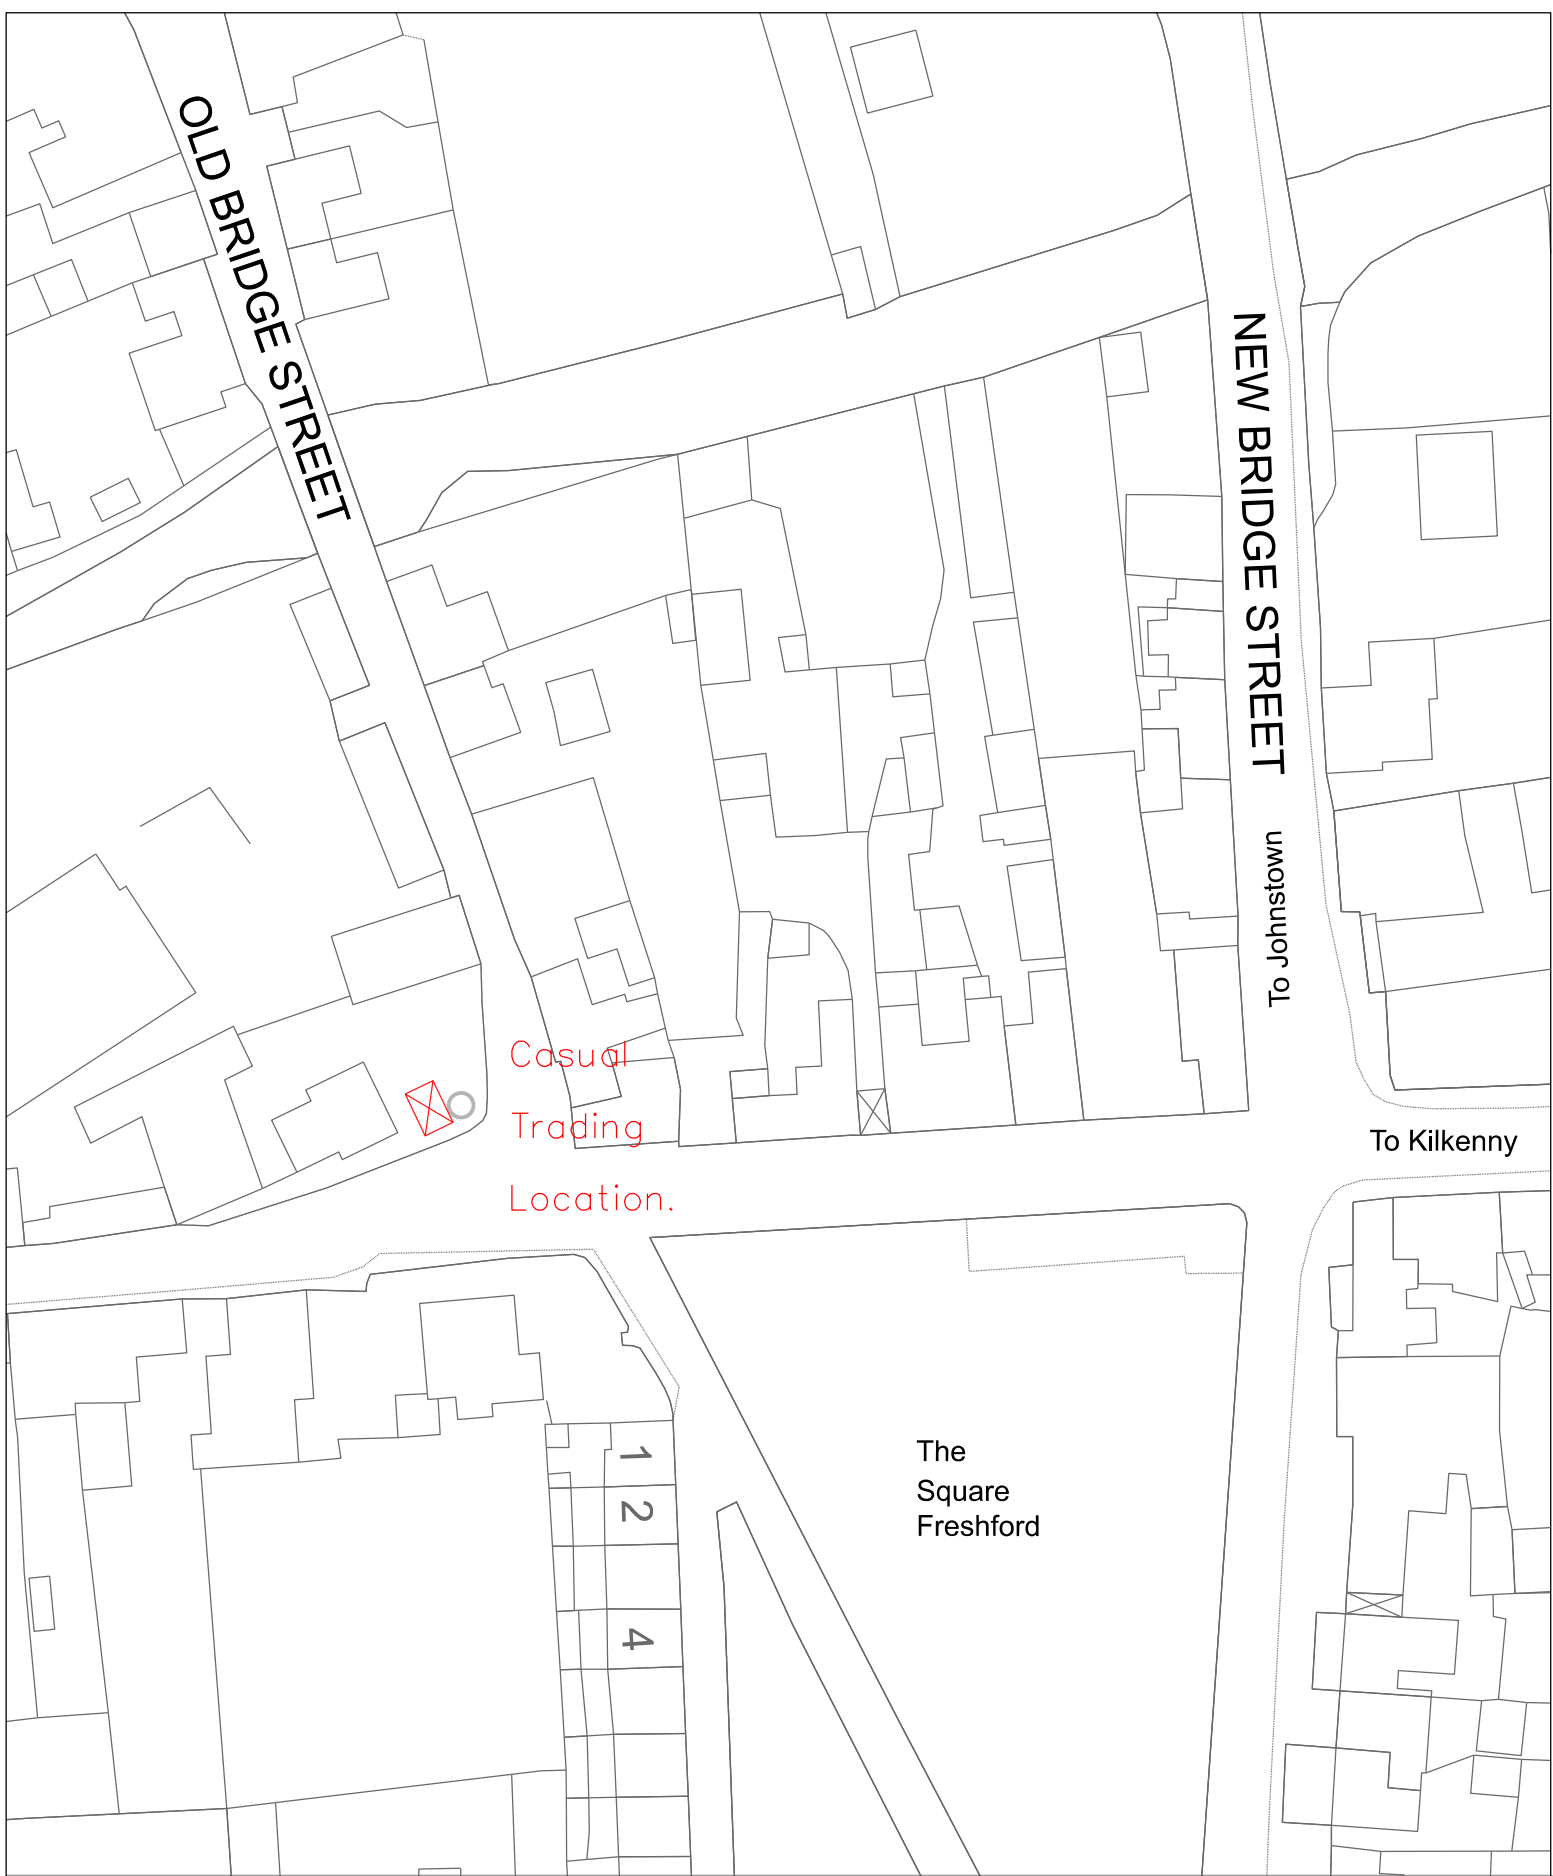 OLD BRIDGE STREET
NEW BRIDGE STREET
To Johnstown
Casual
Trading
Location.
To Kilkenny
The
Square
Freshford
1
2
4